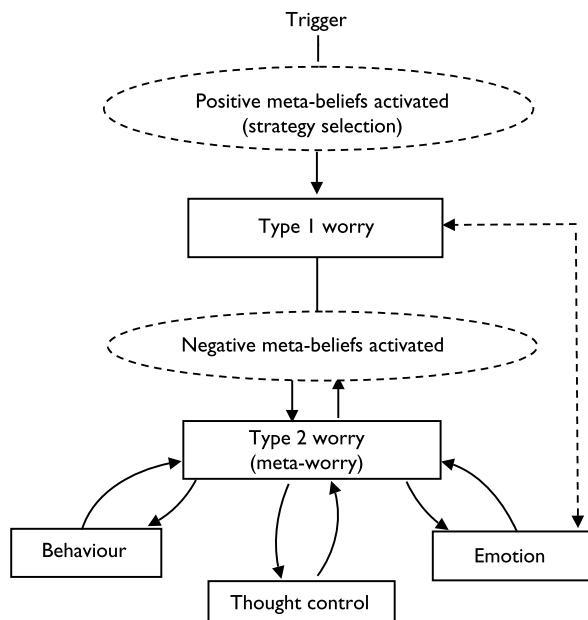 Trigger
Positive meta-beliefs activated
(strategy selection)
Type 1 worry
Negative meta-beliefs activated
Type 2 worry
(meta-worry)
Behaviour
Emotion
Thought control